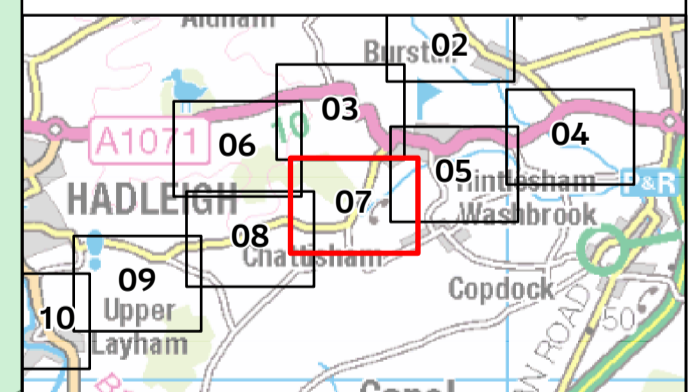 Aldham
Burstall
02
03
10
A1071
06
04
05
P&R
Hintlesham
HADLEIGH
07
Washbrook
08
Chattisham
09
Copdock
10
Upper
Layham
50
N ROAD
Capel